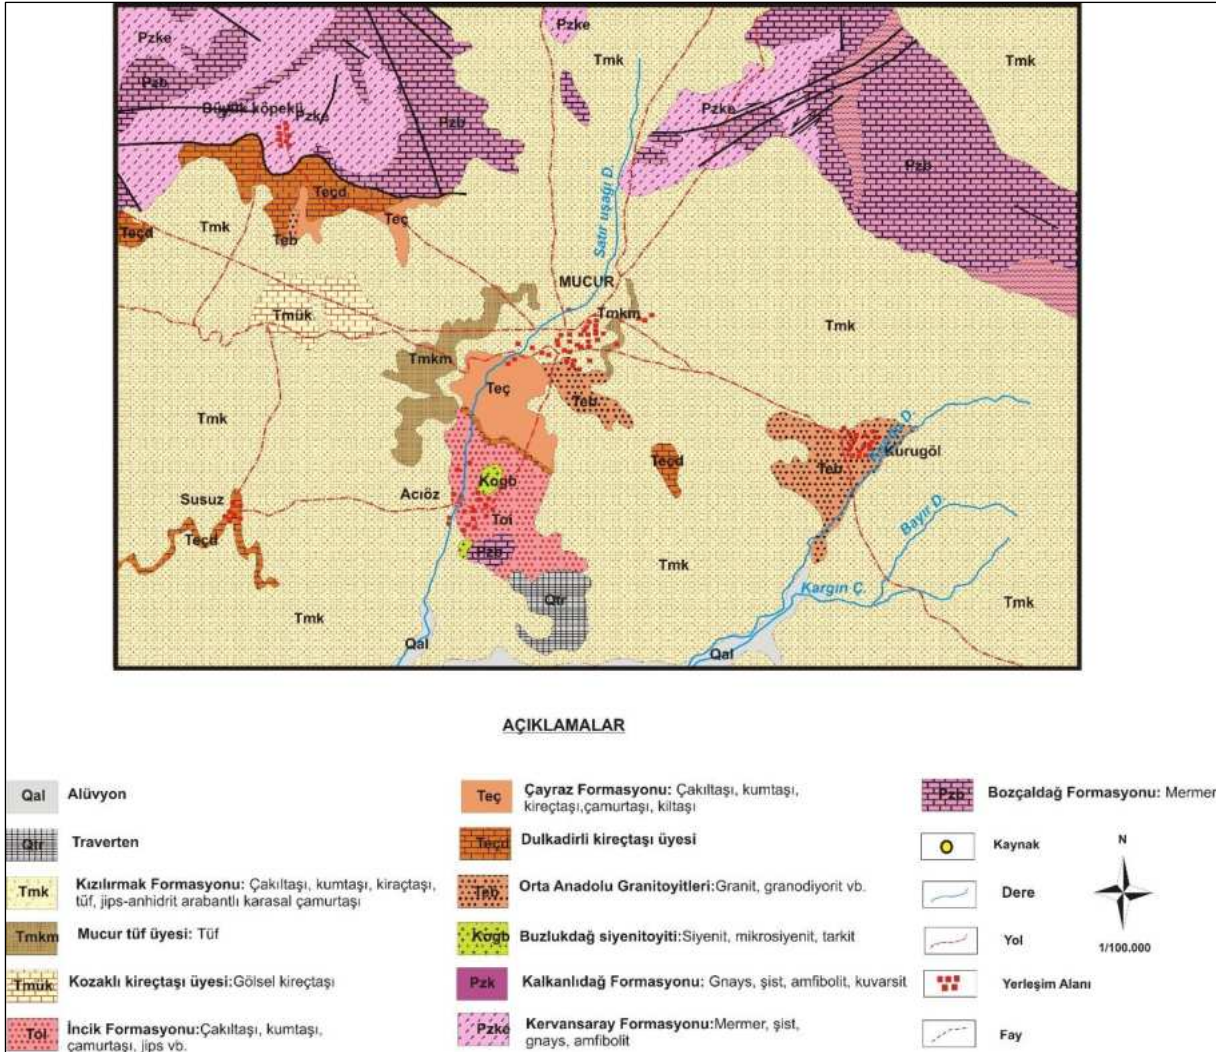 Pzke
Pzke
Tmk
Tmk
Pzb
Büyük köpekli
Pzke
Pzb
Pzke
Pzb
Satır uşağı D.
Teçd
Tmk
Teç
Teçd
Teb
MUCUR
Tmük
Tmkm
Tmk
Tmkm
Teç
Teb
Tmk
Teçd
Teb
D.
Kurugöl
Kogb
Susuz
Acıöz
Toi
Bayır D.
Teçd
Pzb
Tmk
Kargın Ç.
Qtr
Tmk
Tmk
Qal
Qal
AÇIKLAMALAR
Qal Alüvyon
Qtr Traverten
Tmk Kızılırmak Formasyonu: Çakıltaşı, kumtaşı, kiraçtaşı,
tüf, jips-anhidrit arabantlı karasal çamurtaşı
Tmkm Mucur tüf üyesi: Tüf
Tmük Kozaklı kireçtaşı üyesi:Gölsel kireçtaşı
Toi İncik Formasyonu:Çakıltaşı, kumtaşı,
çamurtaşı, jips vb.
Teç Çayraz Formasyonu: Çakıltaşı, kumtaşı,
kireçtaşı,çamurtaşı, kiltaşı
Teçd Dulkadirli kireçtaşı üyesi
Teb Orta Anadolu Granitoyitleri:Granit, granodiyorit vb.
Kogb Buzlukdağ siyenitoyiti:Siyenit, mikrosiyenit, tarkit
Pzk Kalkanlıdağ Formasyonu: Gnays, şist, amfibolit, kuvarsit
Pzke Kervansaray Formasyonu:Mermer, şist,
gnays, amfibolit
Pzb Bozçaldağ Formasyonu: Mermer
Kaynak
Dere
Yol
Yerleşim Alanı
Fay
N
1/100.000